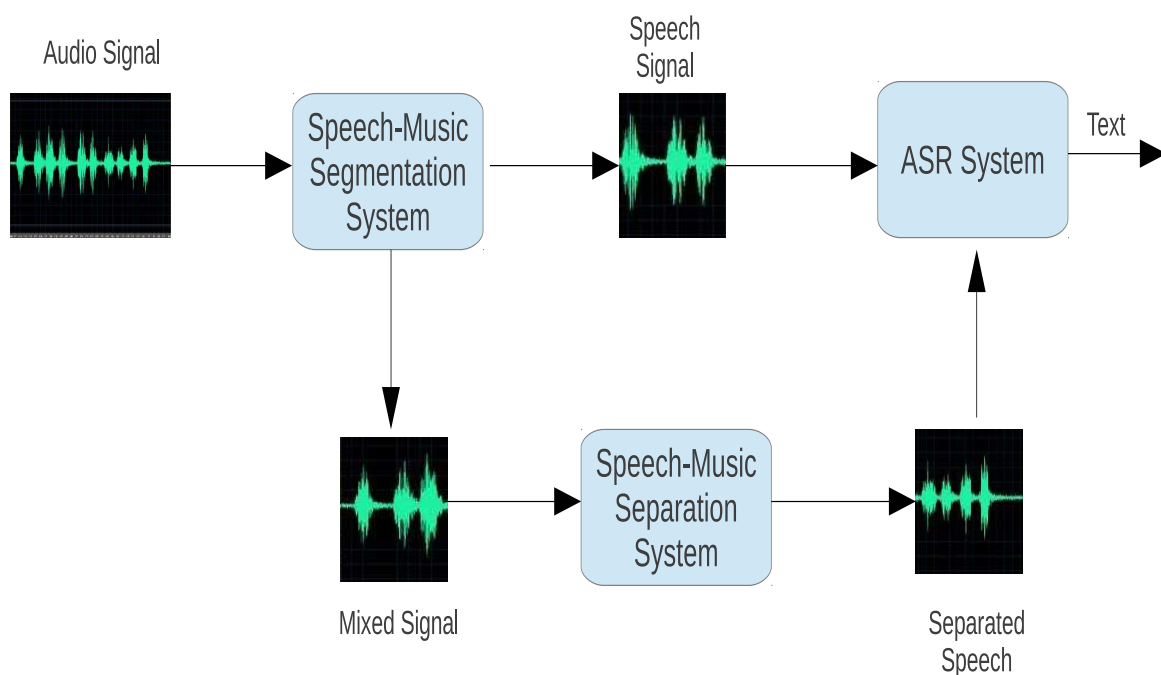 Audio Signal
Speech-Music
Segmentation
System
Speech
Signal
ASR System
Text
Mixed Signal
Speech-Music
Separation
System
Separated
Speech